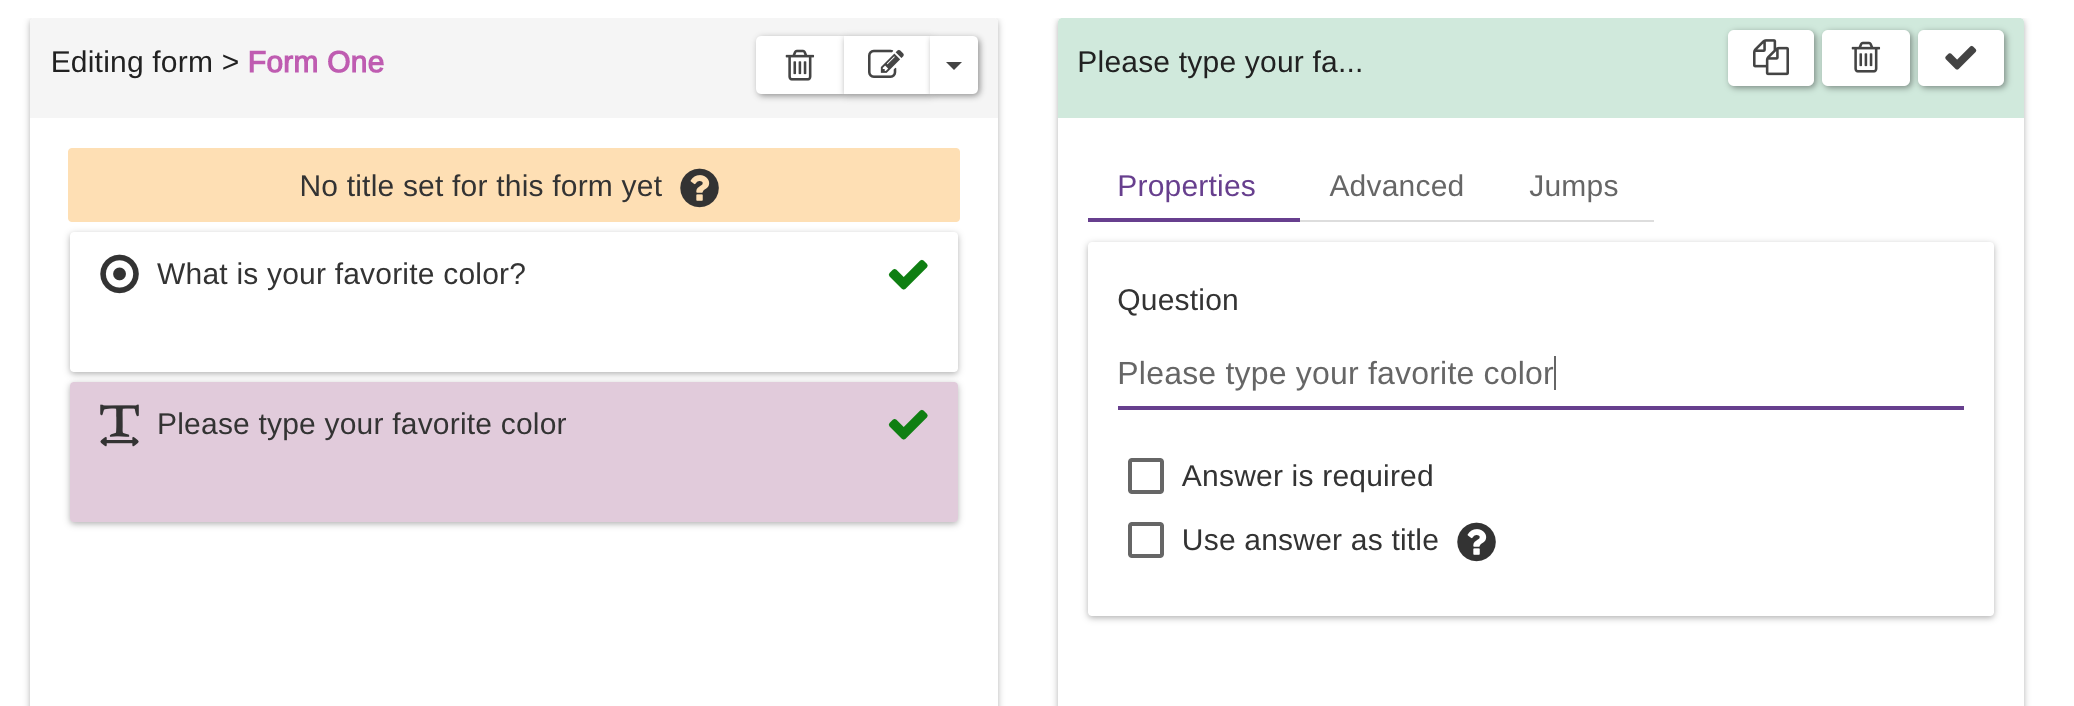 Editing form > Form One
No title set for this form yet
What is your favorite color?
Please type your favorite color
Please type your fa...
Properties Advanced Jumps
Question
Please type your favorite color
Answer is required
Use answer as title